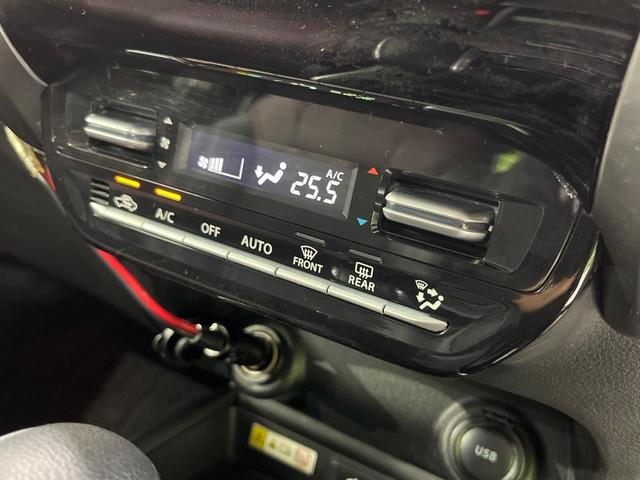 A/C
25.5
A/C
OFF
AUTO
FRONT
REAR
USB